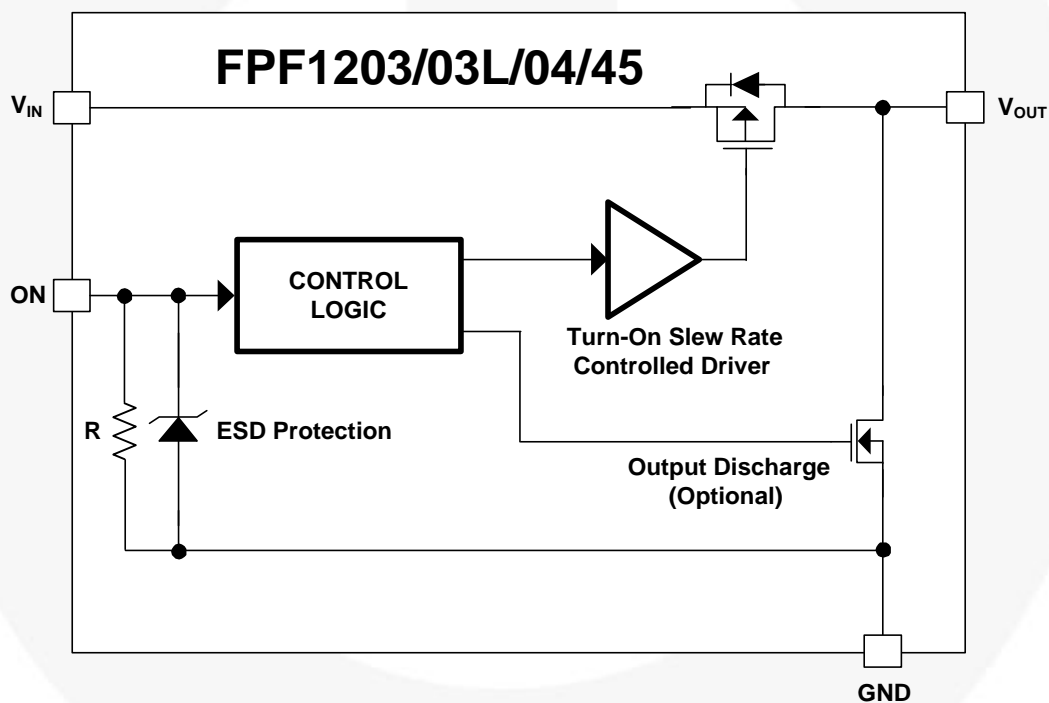 FPF1203/03L/04/45
VIN
VOUT
ON
CONTROL
LOGIC
Turn-On Slew Rate
Controlled Driver
R
ESD Protection
Output Discharge
(Optional)
GND